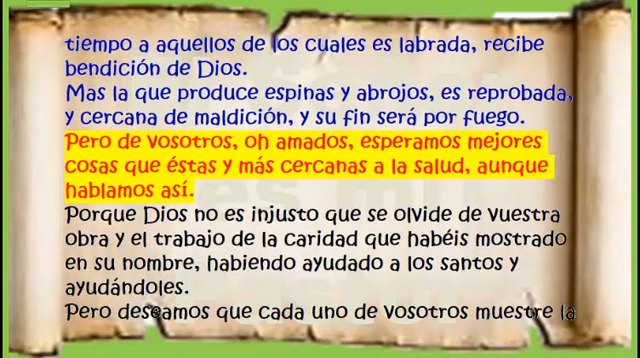 tiempo a aquellos de los cuales es labrada, recibe
bendición de Dios.
Mas la que produce espinas y abrojos, es reprobada,
y cercana de maldición, y su fin será por fuego.
Pero de vosotros, oh amados, esperamos mejores
cosas que éstas y más cercanas a la salud, aunque
hablamos así.
Porque Dios no es injusto que se olvide de vuestra
obra y el trabajo de la caridad que habéis mostrado
en su nombre, habiendo ayudado a los santos y
ayudándoles.
Pero deseamos que cada uno de vosotros muestre la